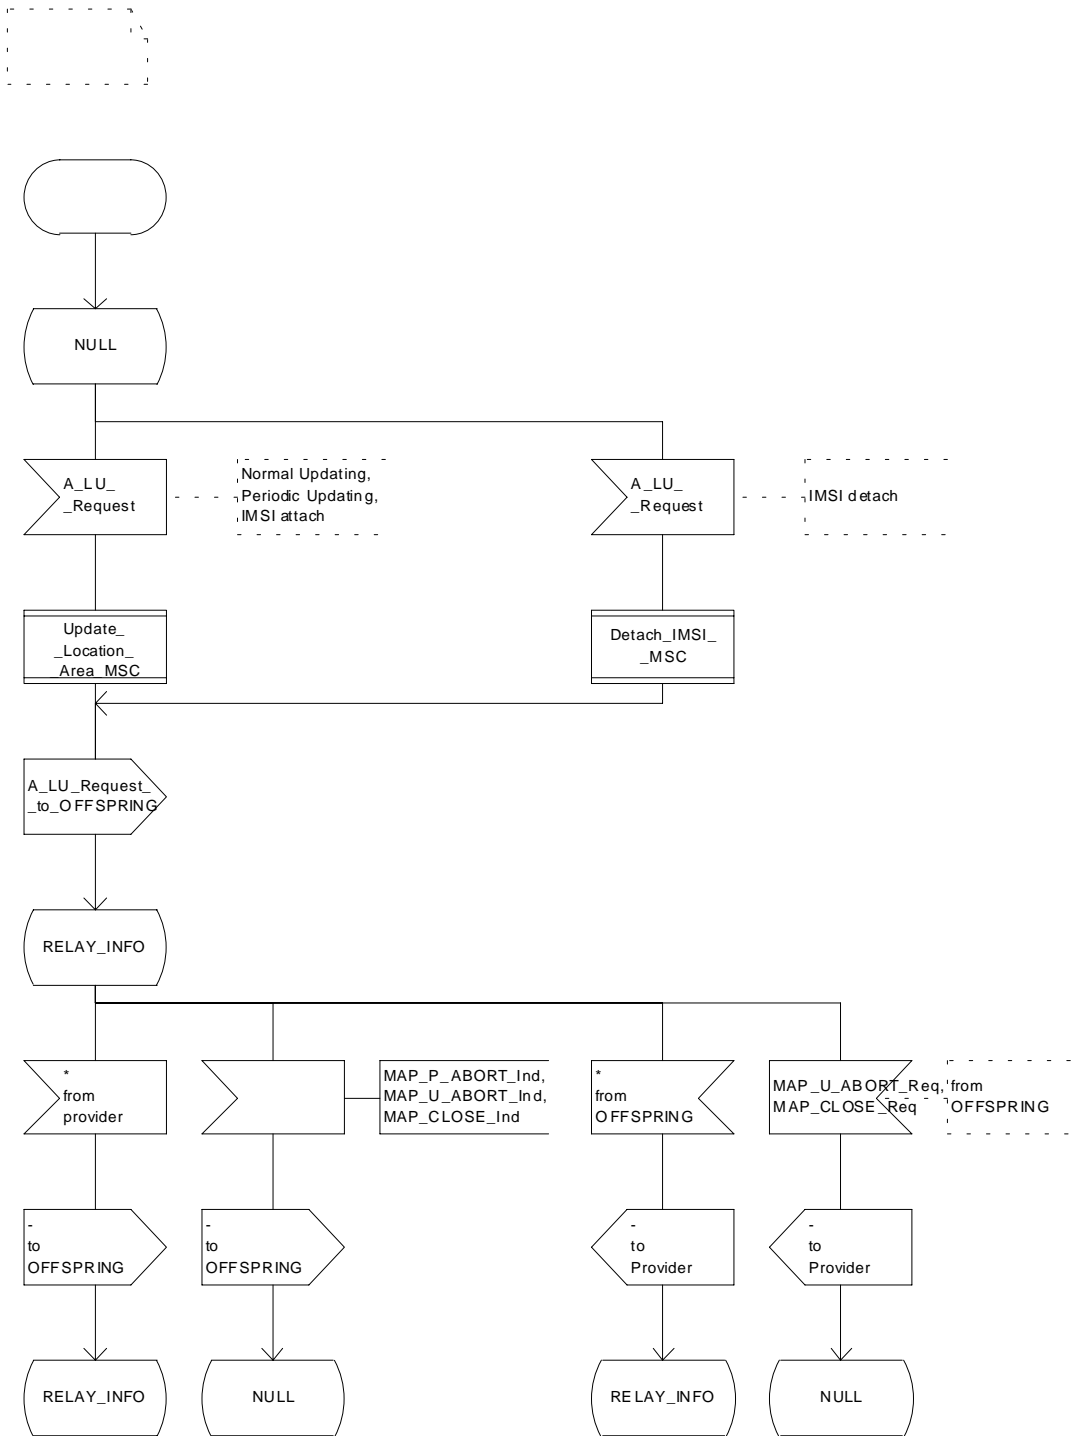 NULL
A_LU_
_Request
Normal Updating,
Periodic Updating,
IMSI attach
A_LU_
_Request
IMSI detach
Update_
_Location_
_Area_MSC
Detach_IMSI_
_MSC
A_LU_Request_
_to_OFFSPRING
RELAY_INFO
*
from
provider
MAP_P_ABORT_Ind,
MAP_U_ABORT_Ind,
MAP_CLOSE_Ind
*
from
OFFSPRING
MAP_U_ABORT_Req,
MAP_CLOSE_Req
from
OFFSPRING
-
to
OFFSPRING
-
to
OFFSPRING
-
to
Provider
-
to
Provider
RELAY_INFO
NULL
RELAY_INFO
NULL